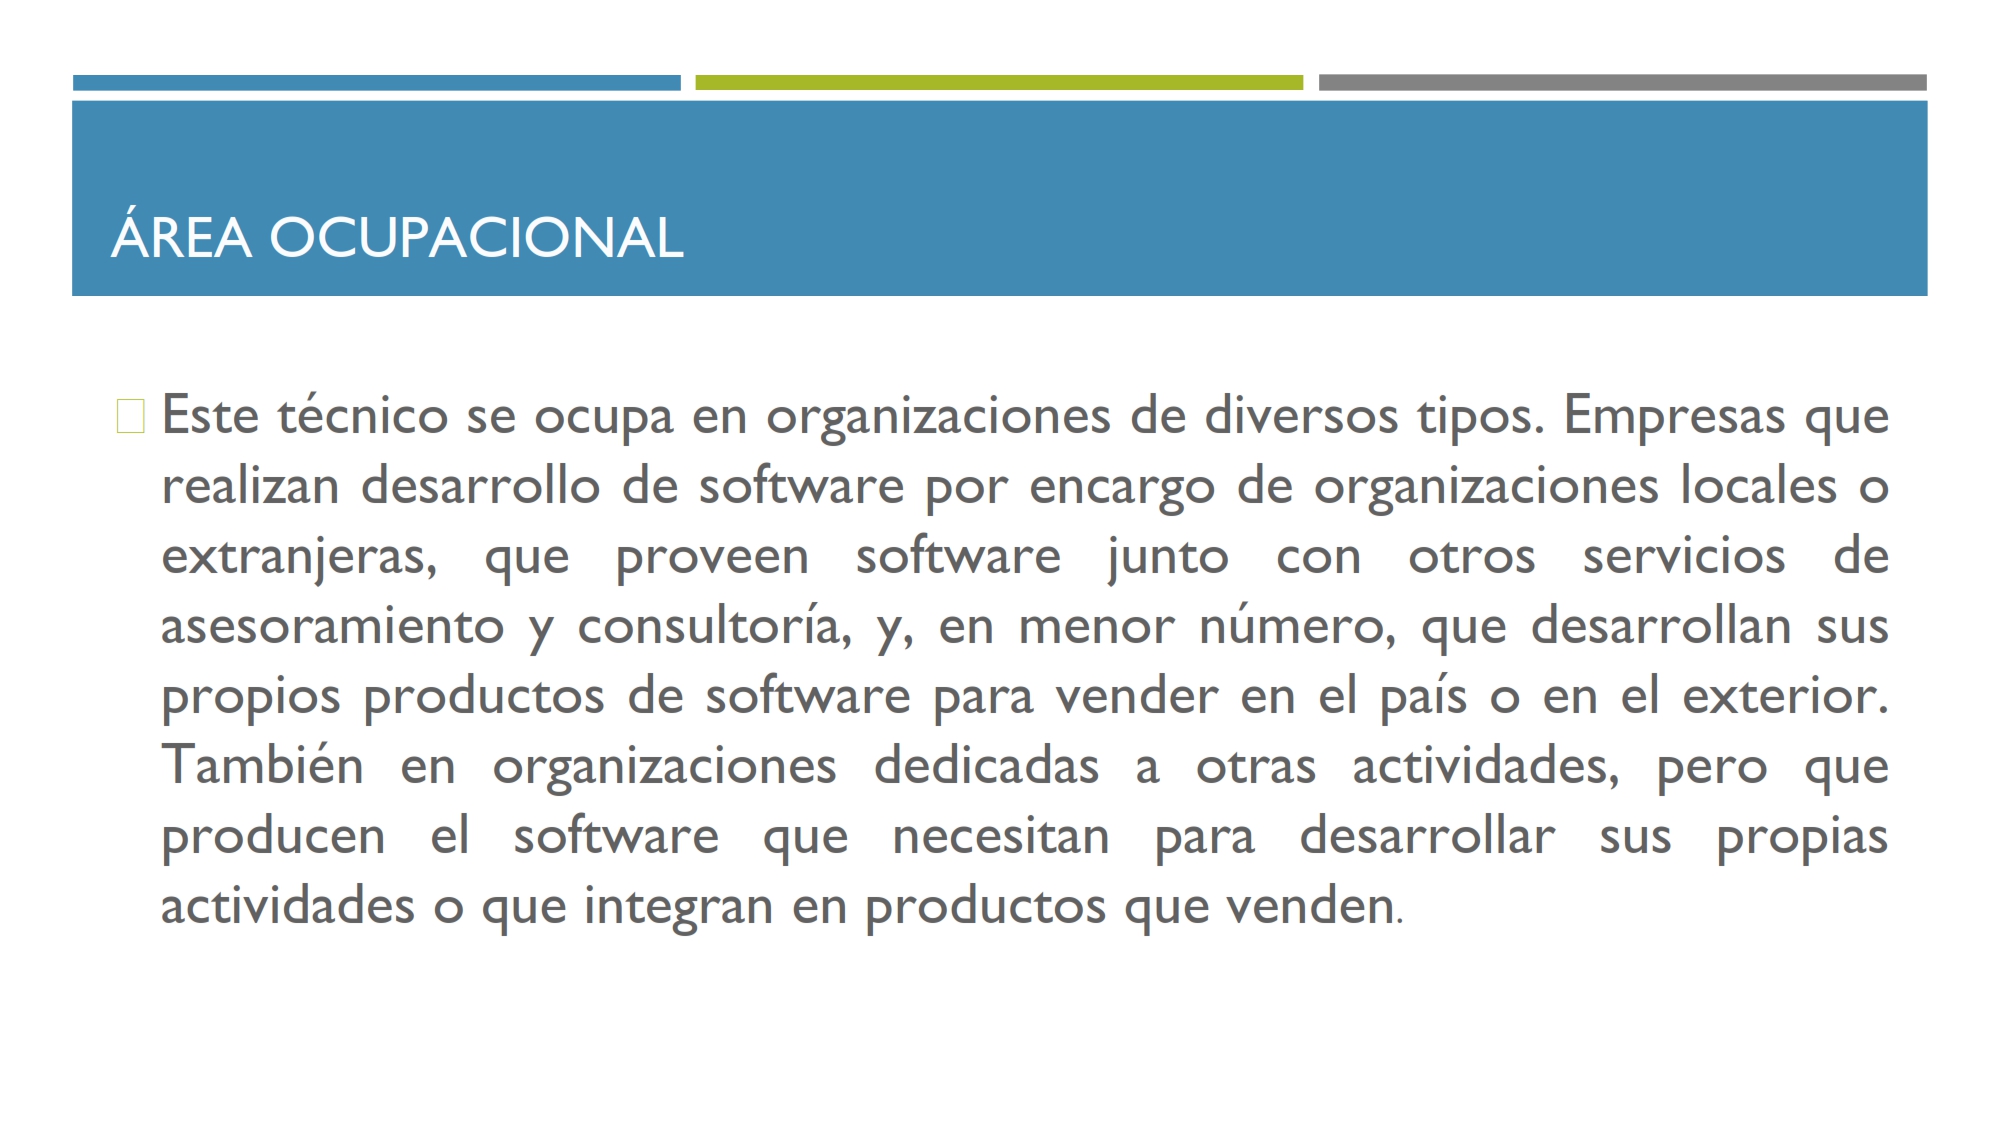 ÁREA OCUPACIONAL
Este técnico se ocupa en organizaciones de diversos tipos. Empresas que
realizan desarrollo de software por encargo de organizaciones locales o
extranjeras, que proveen software junto con otros servicios de
asesoramiento y consultoría, y, en menor número, que desarrollan sus
propios productos de software para vender en el país o en el exterior.
También en organizaciones dedicadas a otras actividades, pero que
producen el software que necesitan para desarrollar sus propias
actividades o que integran en productos que venden.